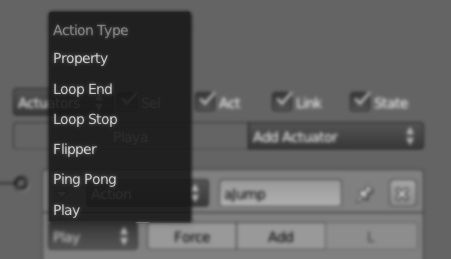 Action Type
Property
Loop End
Loop Stop
Flipper
Ping Pong
Play
Actuators Sel Act Link State
Playa Add Actuator
Action ajump
Play Force Add L